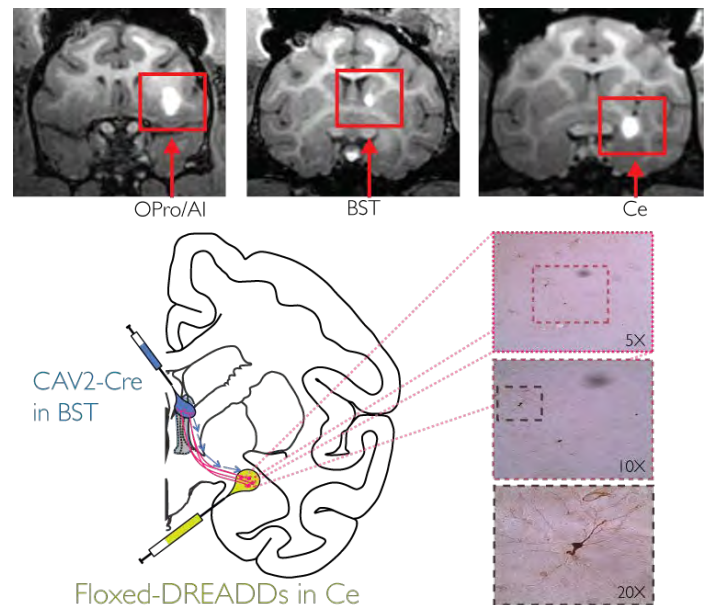 OPro/AI
BST
Ce
CAV2-Cre
in BST
5X
10X
20X
Floxed-DREADDs in Ce